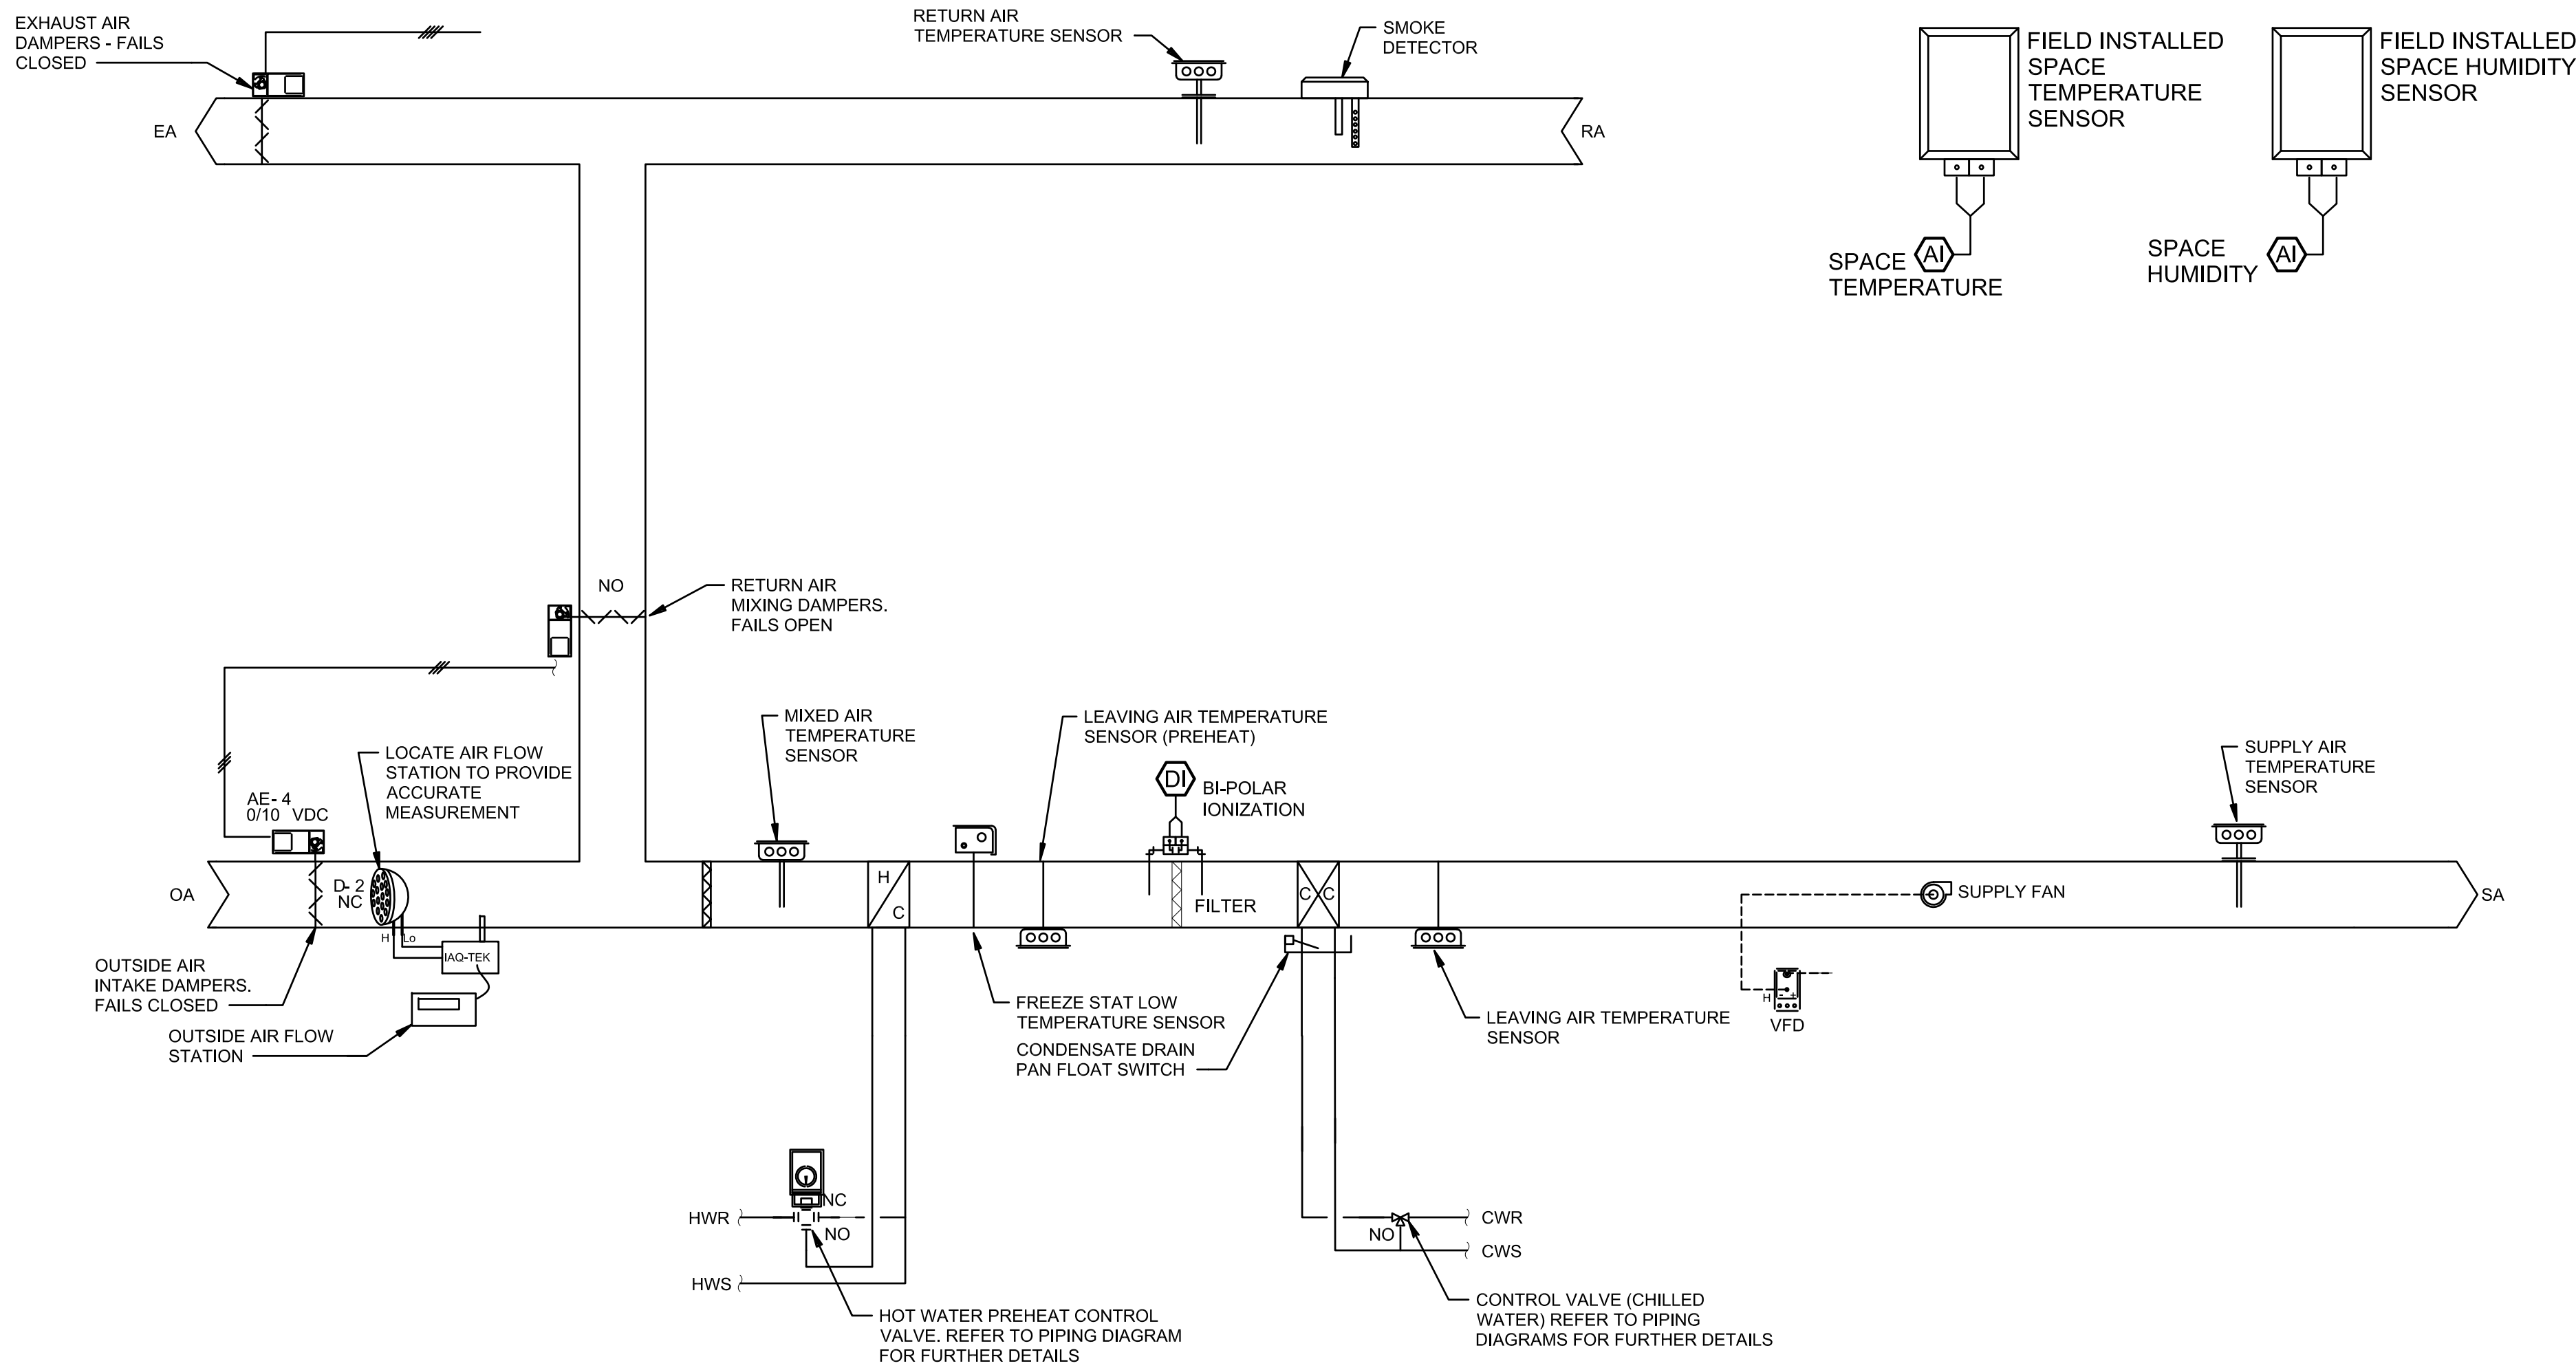 EXHAUST AIR
DAMPERS - FAILS
CLOSED
RETURN AIR
TEMPERATURE SENSOR
SMOKE
DETECTOR
FIELD INSTALLED
SPACE
TEMPERATURE
SENSOR
FIELD INSTALLED
SPACE HUMIDITY
SENSOR
EA
RA
SPACE
TEMPERATURE
AI
SPACE
HUMIDITY
AI
NO
RETURN AIR
MIXING DAMPERS.
FAILS OPEN
MIXED AIR
TEMPERATURE
SENSOR
LEAVING AIR TEMPERATURE
SENSOR (PREHEAT)
LOCATE AIR FLOW
STATION TO PROVIDE
ACCURATE
MEASUREMENT
SUPPLY AIR
TEMPERATURE
SENSOR
DI
BI-POLAR
IONIZATION
AE-4
0/10 VDC
OA
D-2
NC
H
C
FILTER
C C
SUPPLY FAN
SA
H Lo
IAQ-TEK
OUTSIDE AIR
INTAKE DAMPERS.
FAILS CLOSED
OUTSIDE AIR FLOW
STATION
FREEZE STAT LOW
TEMPERATURE SENSOR
CONDENSATE DRAIN
PAN FLOAT SWITCH
LEAVING AIR TEMPERATURE
SENSOR
H
- +
VFD
NC
HWR
NO
HWS
NO
CWR
CWS
HOT WATER PREHEAT CONTROL
VALVE. REFER TO PIPING DIAGRAM
FOR FURTHER DETAILS
CONTROL VALVE (CHILLED
WATER) REFER TO PIPING
DIAGRAMS FOR FURTHER DETAILS